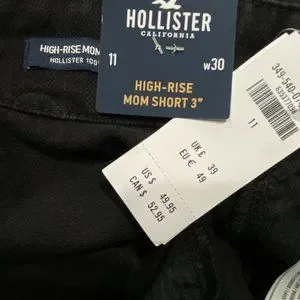 HOLLISTER
CALIFORNIA
HIGH-RISE MOM
HOLLISTER
11
W30
HIGH-RISE
MOM SHORT 3"
11
UK £ 39
EU € 49
US $ 49.95
CAN $ 52.95